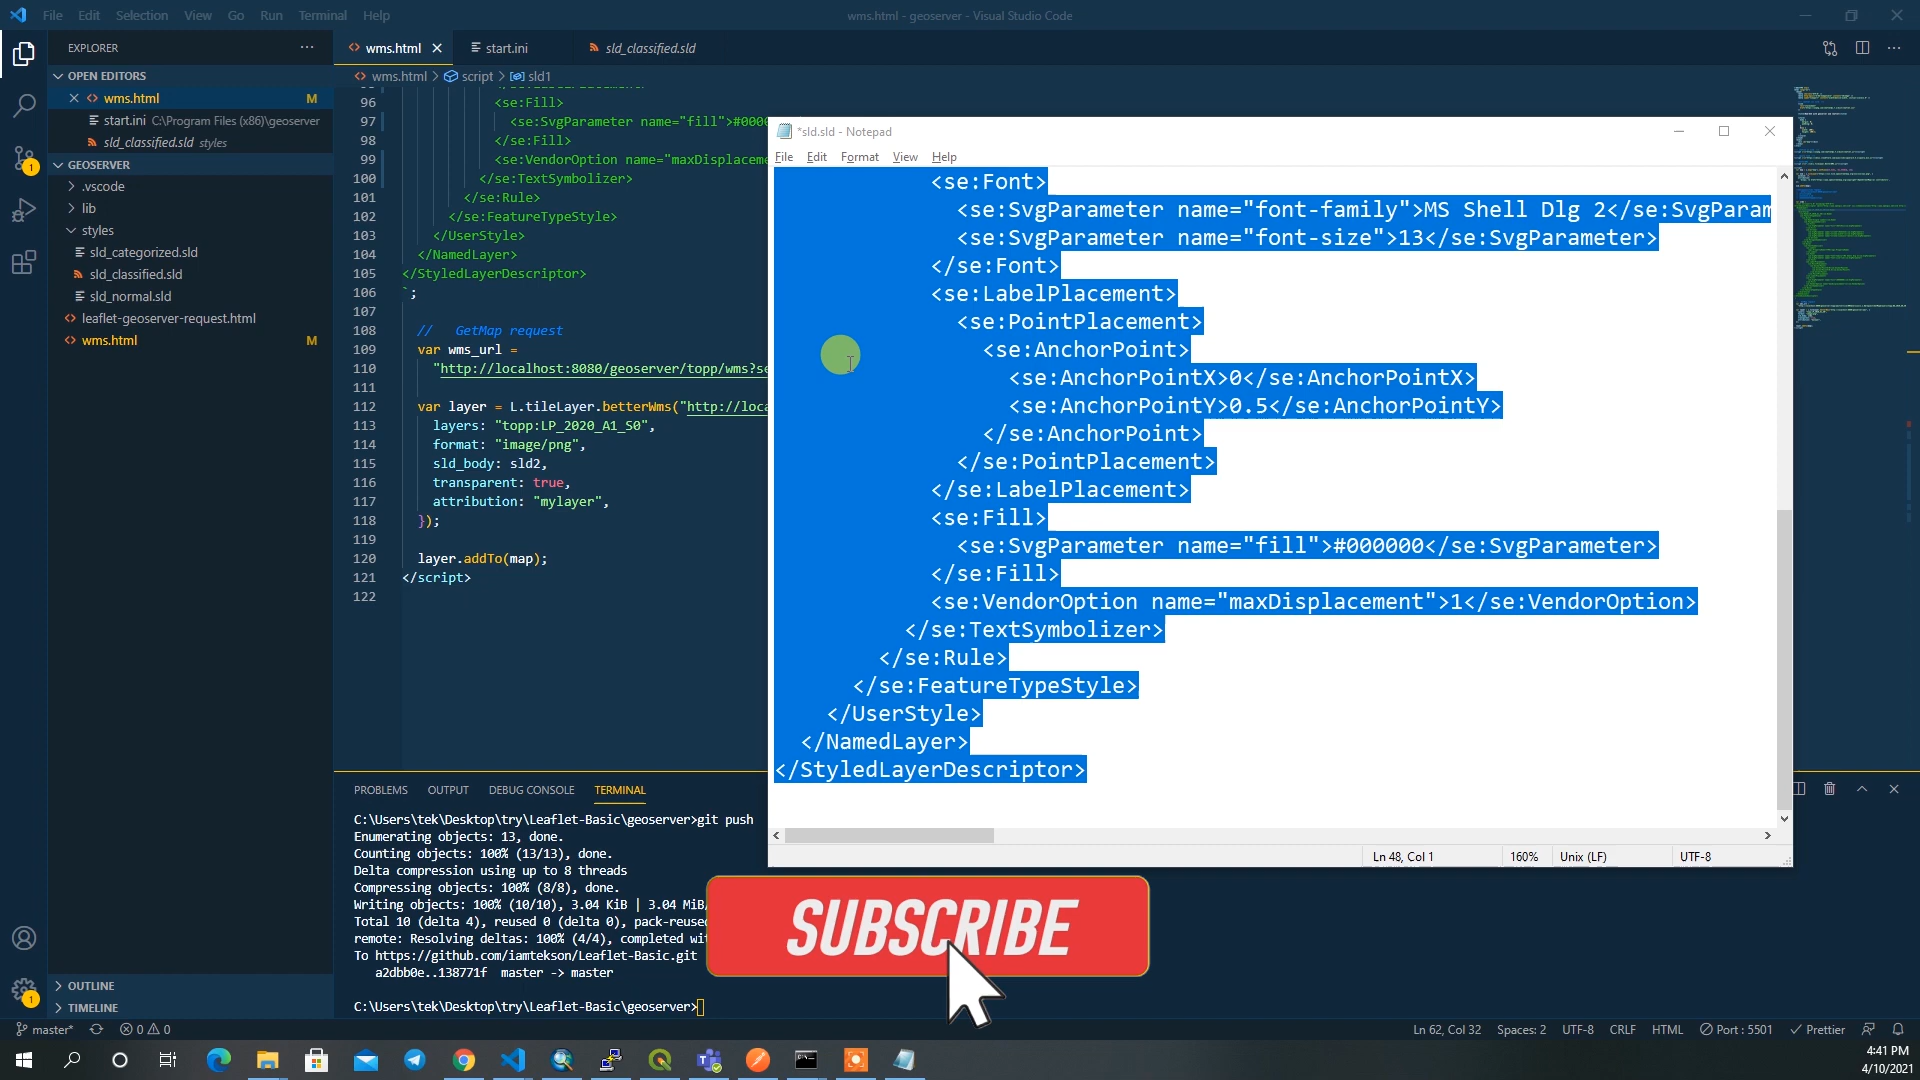 File Edit Selection View Go Run Terminal Help
wms.html - geoserver - Visual Studio Code
EXPLORER
OPEN EDITORS
wms.html M
start.ini C:\Program Files (x86)\geoserver
sld_classified.sld styles
GEOSERVER
.vscode
lib
styles
sld_categorized.sld
sld_classified.sld
sld_normal.sld
leaflet-geoserver-request.html
wms.html M
OUTLINE
TIMELINE
wms.html
start.ini
sld_classified.sld
wms.html > script > sld1
96 <se:Fill>
97 <se:SvgParameter name="fill">#000
98 </se:Fill>
99 <se:VendorOption name="maxDisplaceme
100 </se:TextSymbolizer>
101 </se:Rule>
102 </se:FeatureTypeStyle>
103 </UserStyle>
104 </NamedLayer>
105 </StyledLayerDescriptor>
106 `;
107
108 // GetMap request
109 var wms_url =
110 "http://localhost:8080/geoserver/topp/wms?se
111
112 var layer = L.tileLayer.betterWms("http://loca
113 layers: "topp:LP_2020_A1_S0",
114 format: "image/png",
115 sld_body: sld2,
116 transparent: true,
117 attribution: "mylayer",
118 });
119
120 layer.addTo(map);
121 </script>
122
*sld.sld - Notepad
File Edit Format View Help
<se:Font>
<se:SvgParameter name="font-family">MS Shell Dlg 2</se:SvgParam
<se:SvgParameter name="font-size">13</se:SvgParameter>
</se:Font>
<se:LabelPlacement>
<se:PointPlacement>
<se:AnchorPoint>
<se:AnchorPointX>0</se:AnchorPointX>
<se:AnchorPointY>0.5</se:AnchorPointY>
</se:AnchorPoint>
</se:PointPlacement>
</se:LabelPlacement>
<se:Fill>
<se:SvgParameter name="fill">#000000</se:SvgParameter>
</se:Fill>
<se:VendorOption name="maxDisplacement">1</se:VendorOption>
</se:TextSymbolizer>
</se:Rule>
</se:FeatureTypeStyle>
</UserStyle>
</NamedLayer>
</StyledLayerDescriptor>
Ln 48, Col 1 160% Unix (LF) UTF-8
PROBLEMS OUTPUT DEBUG CONSOLE TERMINAL
C:\Users\tek\Desktop\try\Leaflet-Basic\geoserver>git push
Enumerating objects: 13, done.
Counting objects: 100% (13/13), done.
Delta compression using up to 8 threads
Compressing objects: 100% (8/8), done.
Writing objects: 100% (10/10), 3.04 KiB | 3.04 MiB/
Total 10 (delta 4), reused 0 (delta 0), pack-reused
remote: Resolving deltas: 100% (4/4), completed wi
To https://github.com/iamtekson/Leaflet-Basic.git
a2dbb0e..138771f master -> master
C:\Users\tek\Desktop\try\Leaflet-Basic\geoserver>
SUBSCRIBE
master* 0 0
Ln 62, Col 32 Spaces: 2 UTF-8 CRLF HTML Port : 5501 Prettier
4:41 PM
4/10/2021